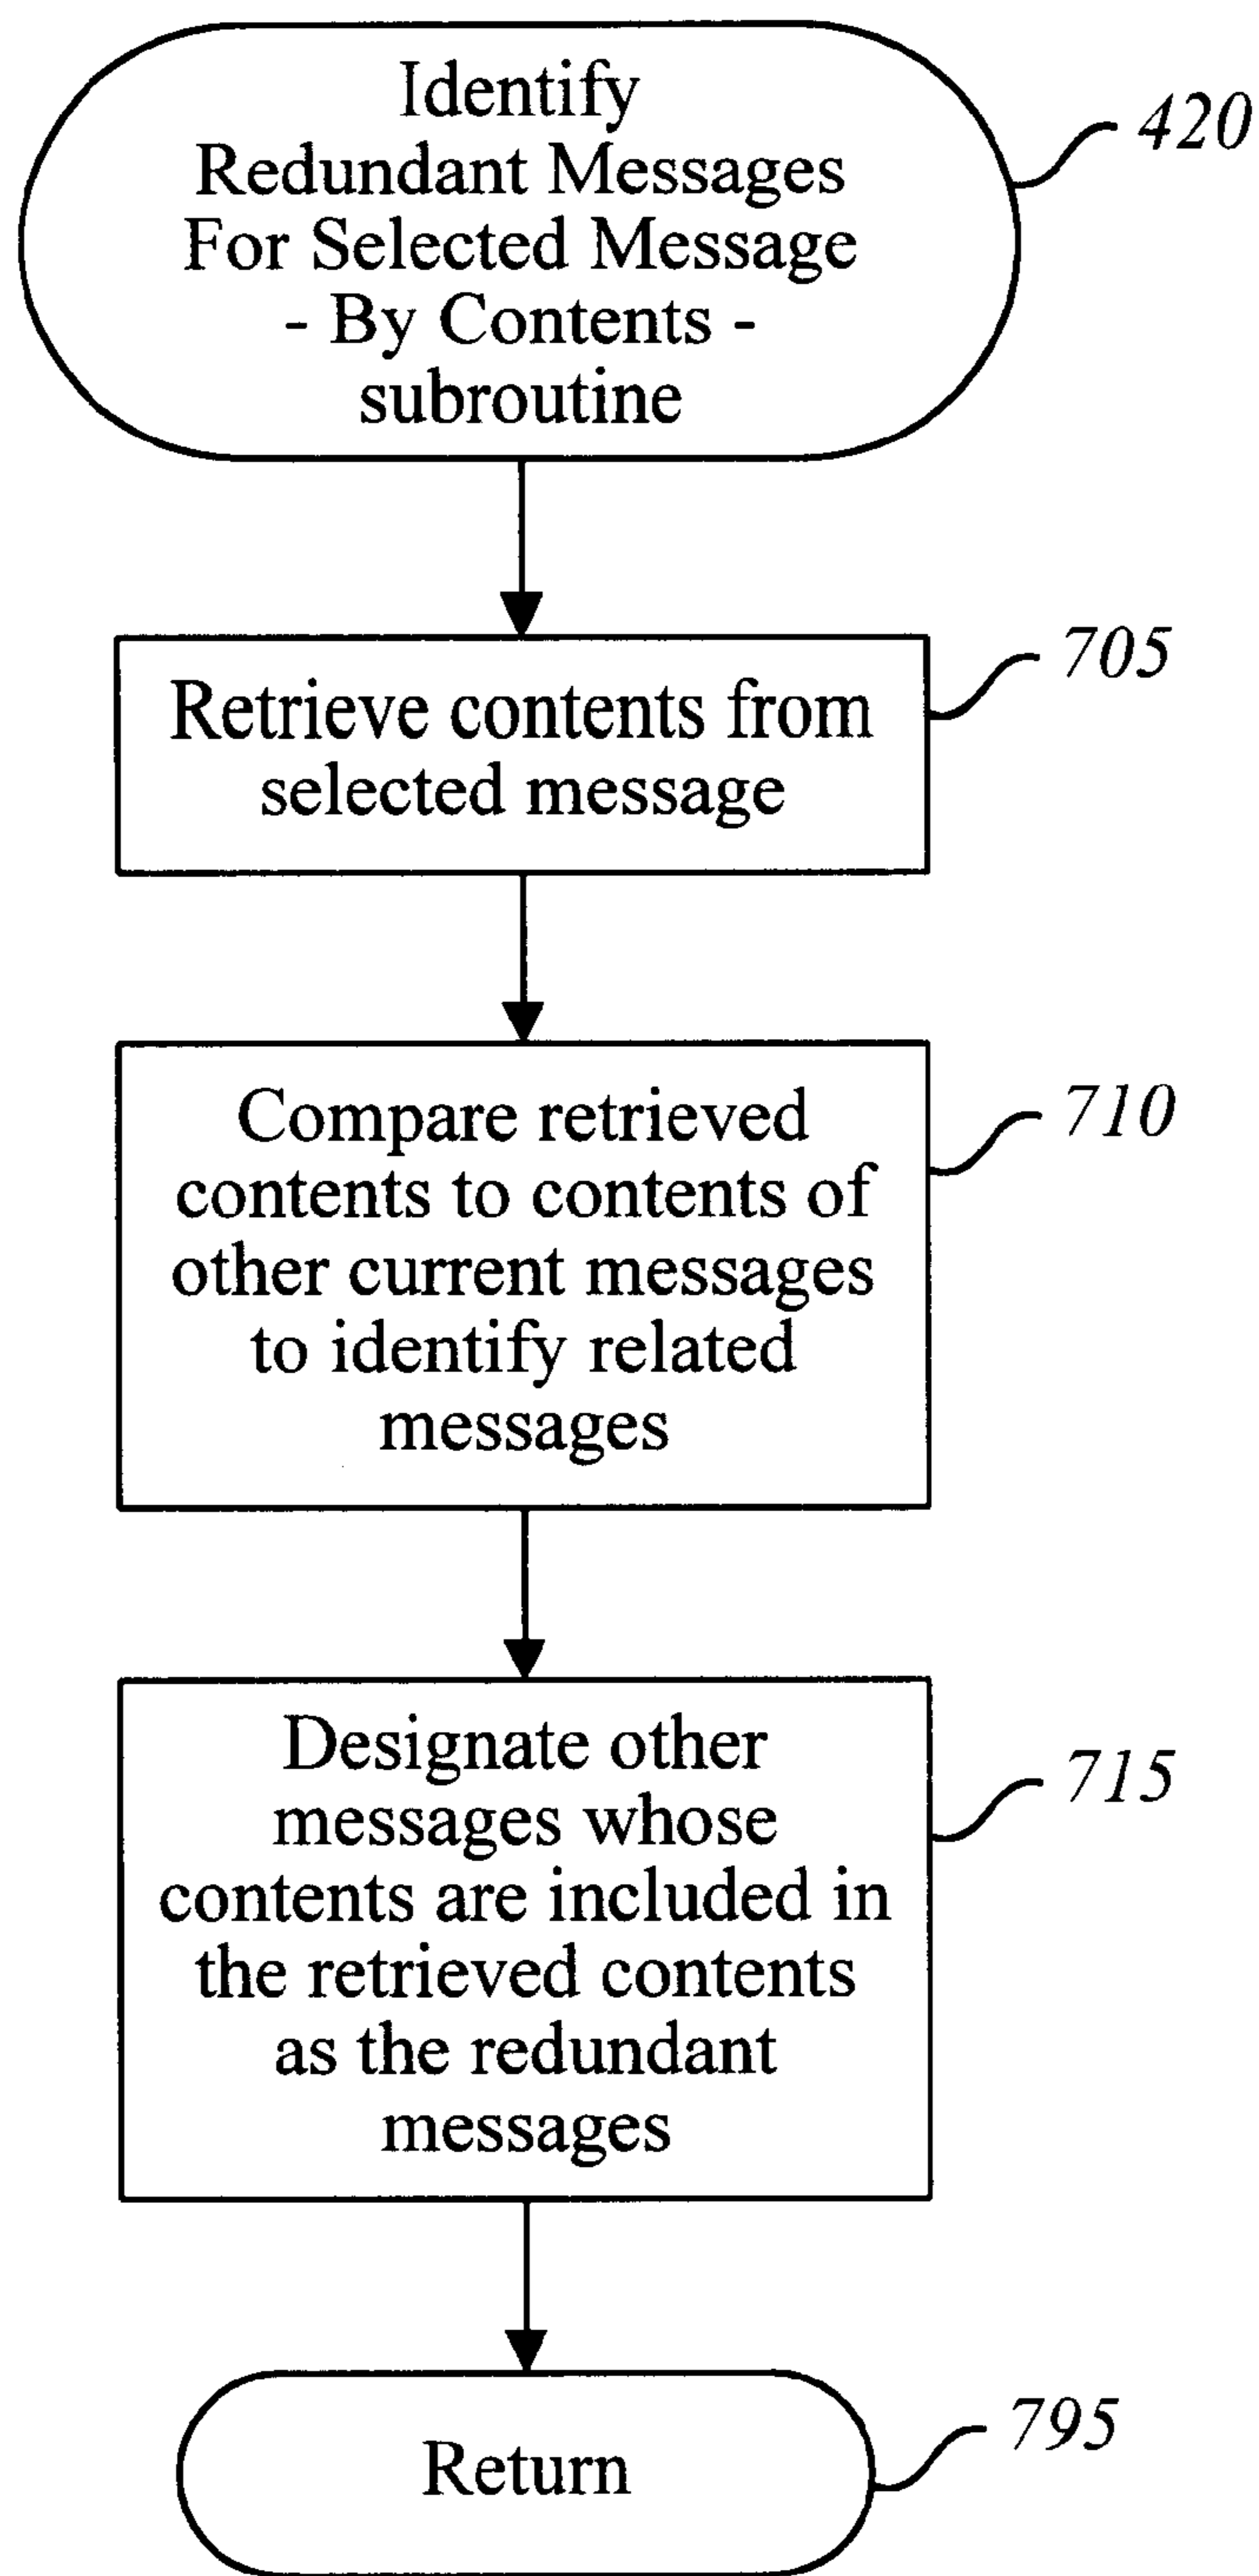 Identify
Redundant Messages
For Selected Message
- By Contents -
subroutine
420
Retrieve contents from
selected message
705
Compare retrieved
contents to contents of
other current messages
to identify related
messages
710
Designate other
messages whose
contents are included in
the retrieved contents
as the redundant
messages
715
Return
795